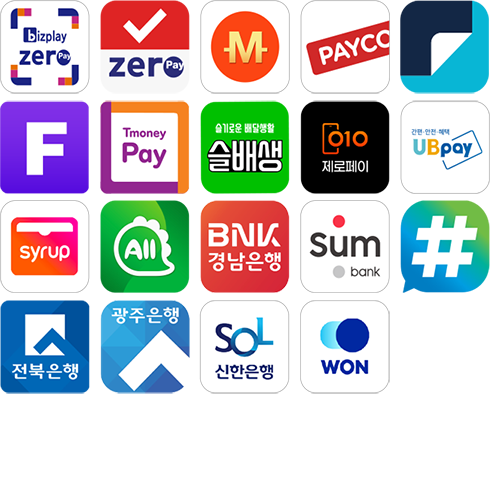 bizplay
zero Pay
zero Pay
M
PAYCO
F
Tmoney
Pay
슬기로운 배달생활
슬배생
010
제로페이
간편·안전·혜택
UBpay
syrup
All
BNK
경남은행
sum
bank
#
전북은행
광주은행
SOL
신한은행
WON